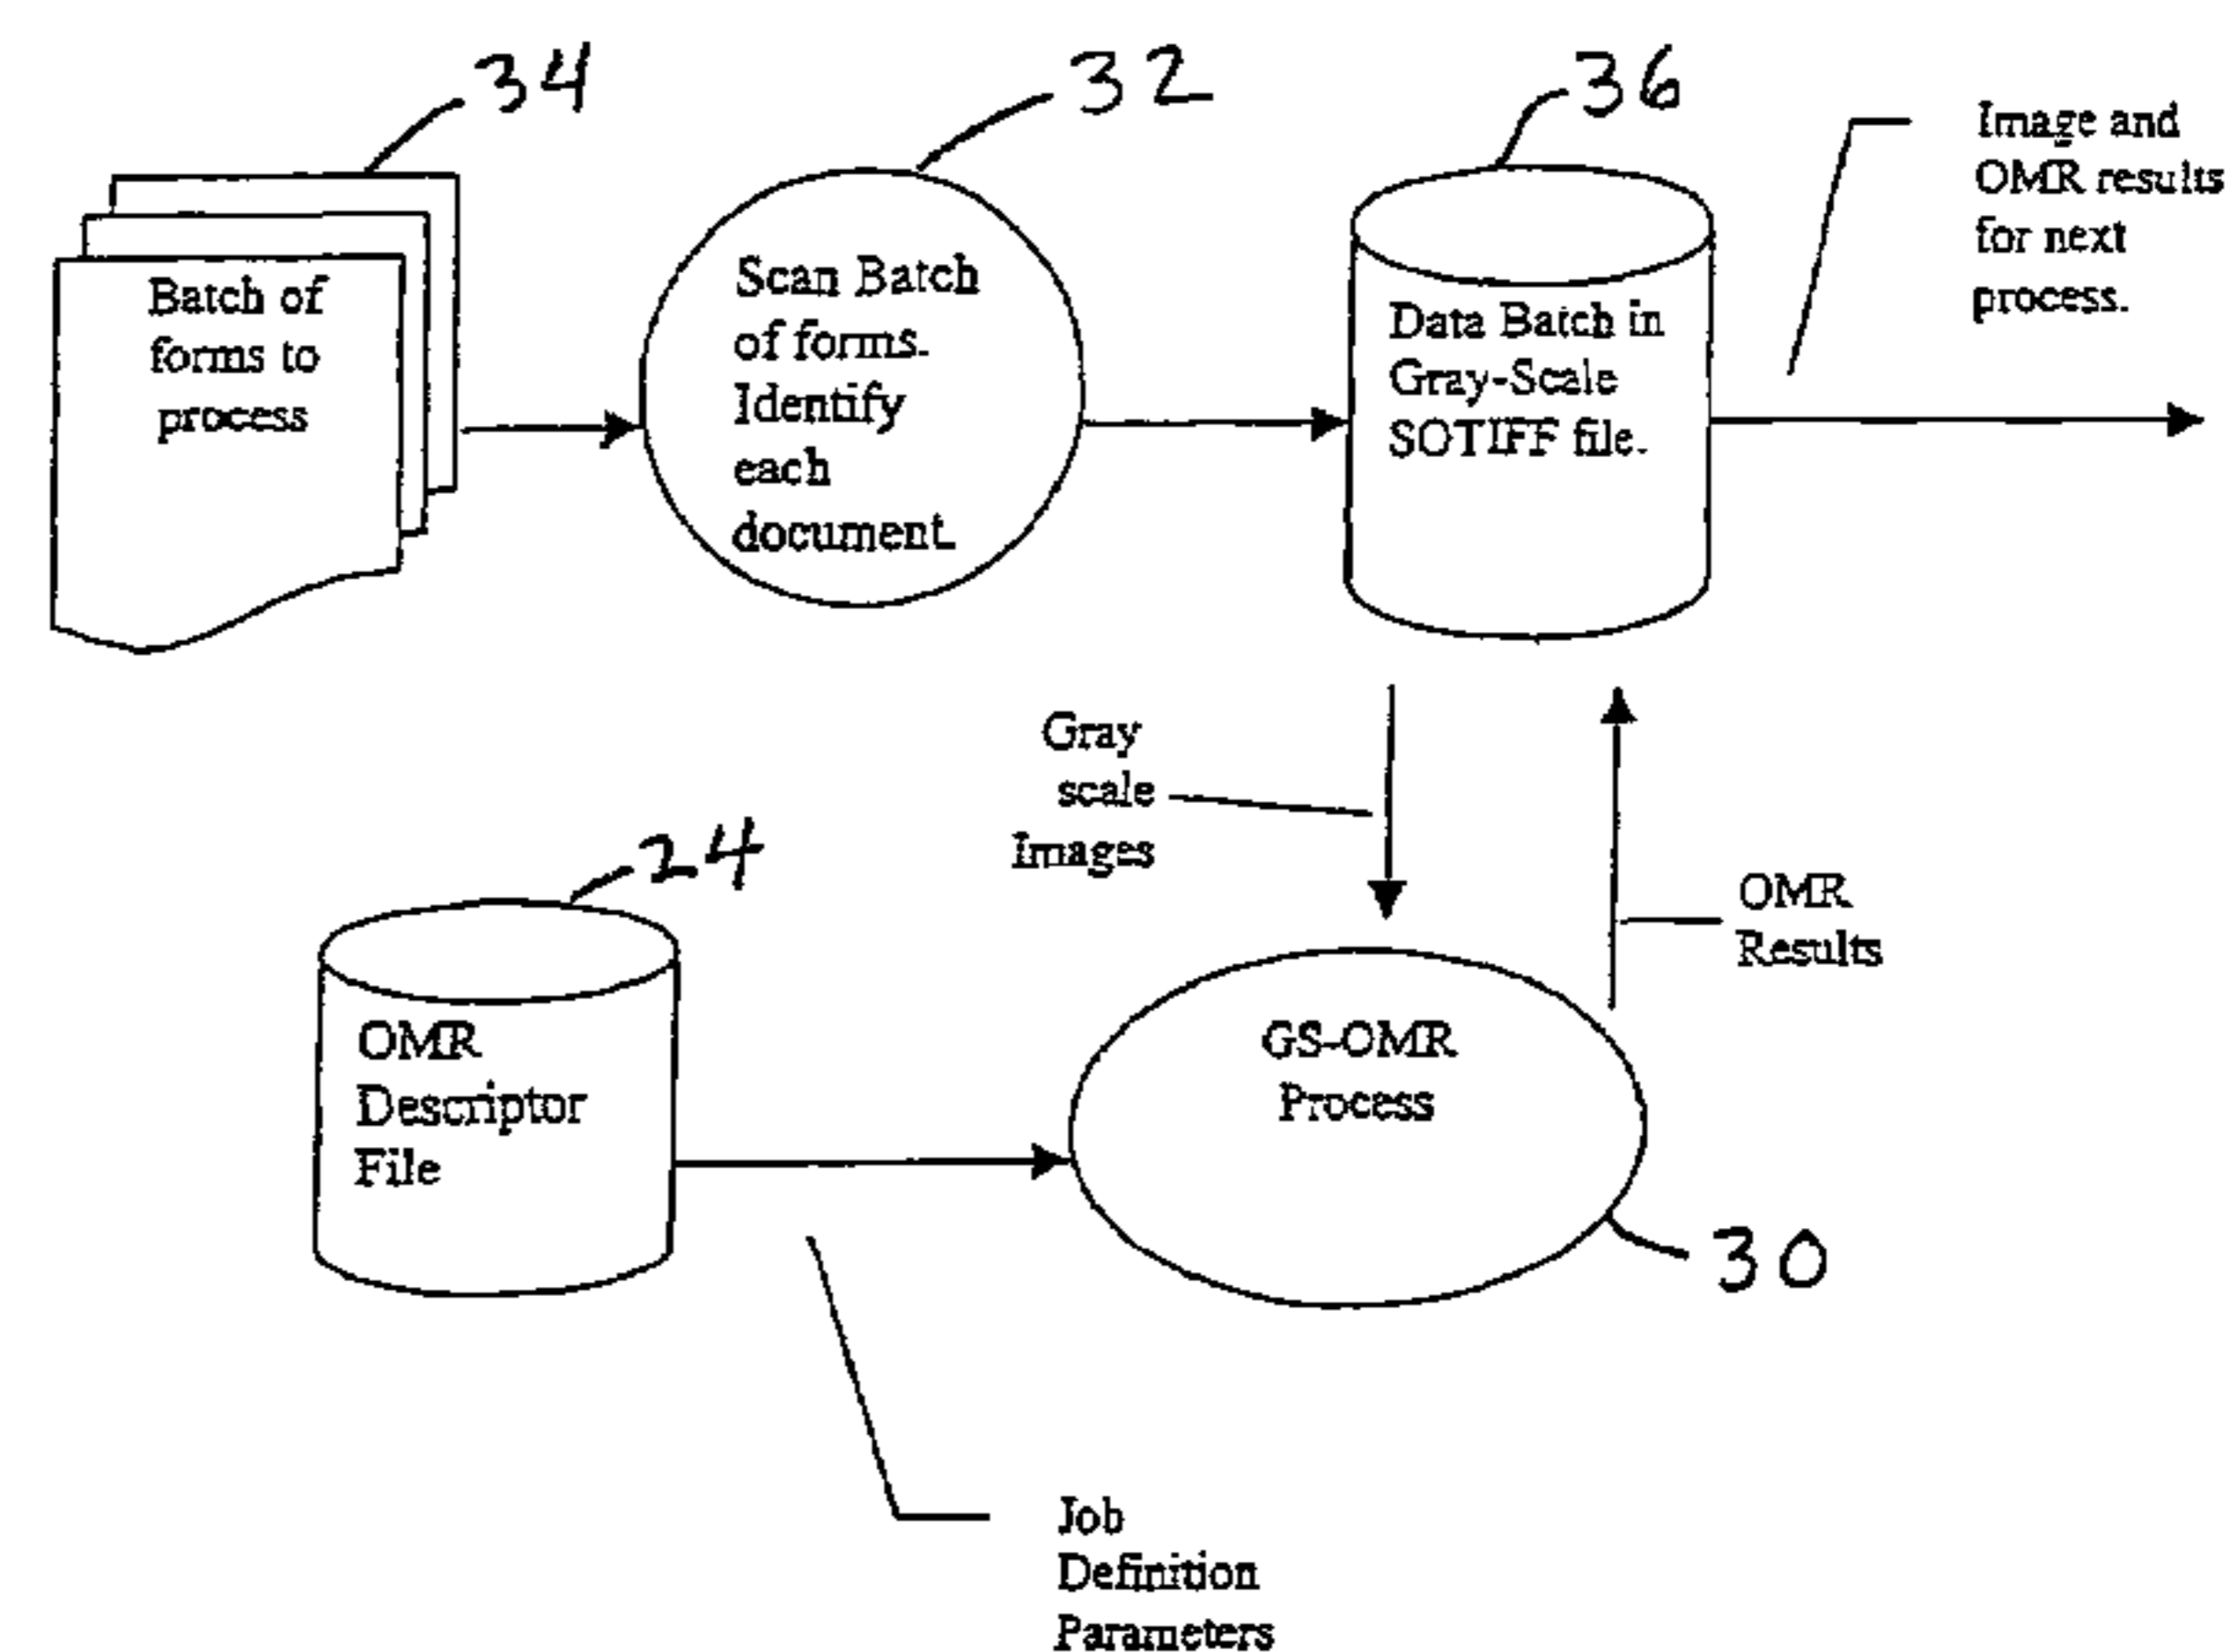 34
32
36
Image and
OMR results
for next
process.
Batch of
forms to
process
Scan Batch
of forms.
Identify
each
document.
Data Batch in
Gray-Scale
SOTIFF file.
Gray
scale
Images
OMR
Results
24
OMR
Descriptor
File
GS-OMR
Process
30
Job
Definition
Parameters